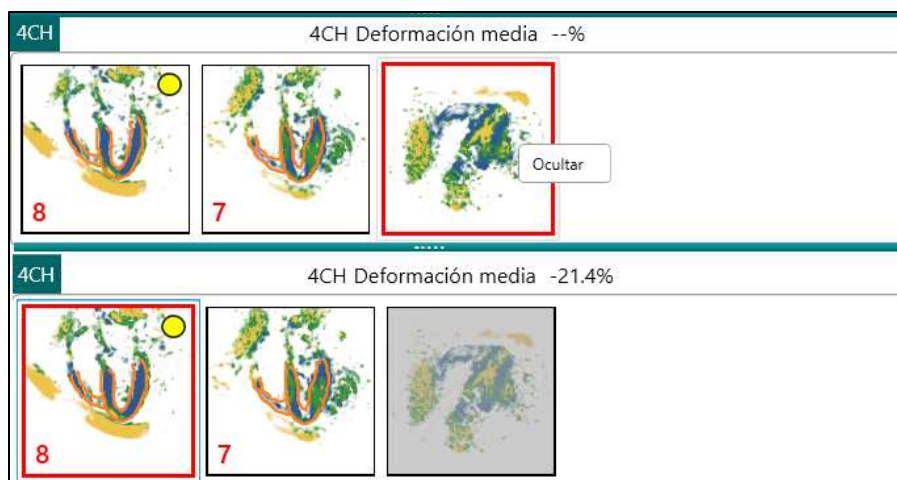 4CH
4CH Deformación media --%
8
7
Ocultar
4CH
4CH Deformación media -21.4%
8
7